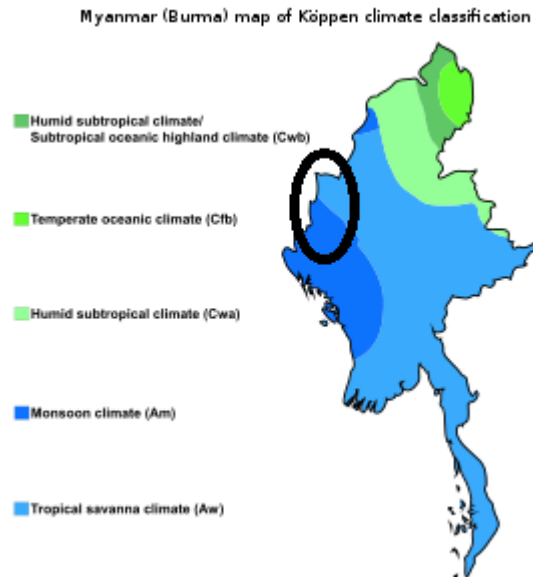 Myanmar (Burma) map of Köppen climate classification
Humid subtropical climate/
Subtropical oceanic highland climate (Cwb)
Temperate oceanic climate (Cfb)
Humid subtropical climate (Cwa)
Monsoon climate (Am)
Tropical savanna climate (Aw)